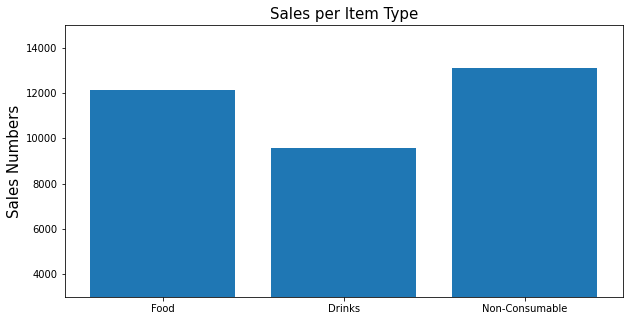 Sales per Item Type
Sales Numbers
14000
12000
10000
8000
6000
4000
Food
Drinks
Non-Consumable